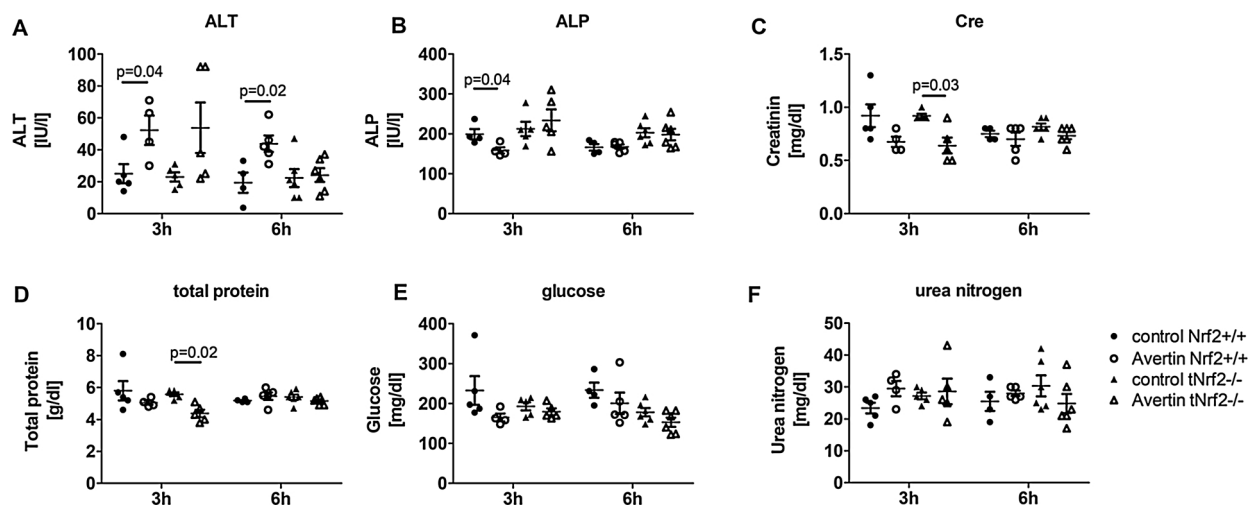 A
ALT
ALT
[IU/l]
100
80
60
40
20
0
p=0.04
p=0.02
3h
6h
B
ALP
ALP
[IU/l]
400
300
200
100
0
p=0.04
3h
6h
C
Cre
Creatinin
[mg/dl]
1.5
1.0
0.5
0.0
p=0.03
3h
6h
D
total protein
Total protein
[g/dl]
10
8
6
4
2
0
p=0.02
3h
6h
E
glucose
Glucose
[mg/dl]
400
300
200
100
0
3h
6h
F
urea nitrogen
Urea nitrogen
[mg/dl]
50
40
30
20
10
0
3h
6h
control Nrf2+/+
Avertin Nrf2+/+
control tNrf2-/-
Avertin tNrf2-/-